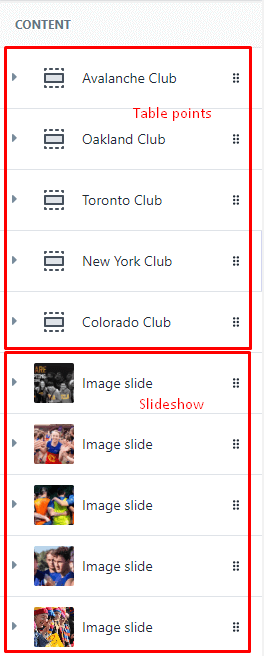 CONTENT
Avalanche Club
Table points
Oakland Club
Toronto Club
New York Club
Colorado Club
Image slide
Slideshow
Image slide
Image slide
Image slide
Image slide